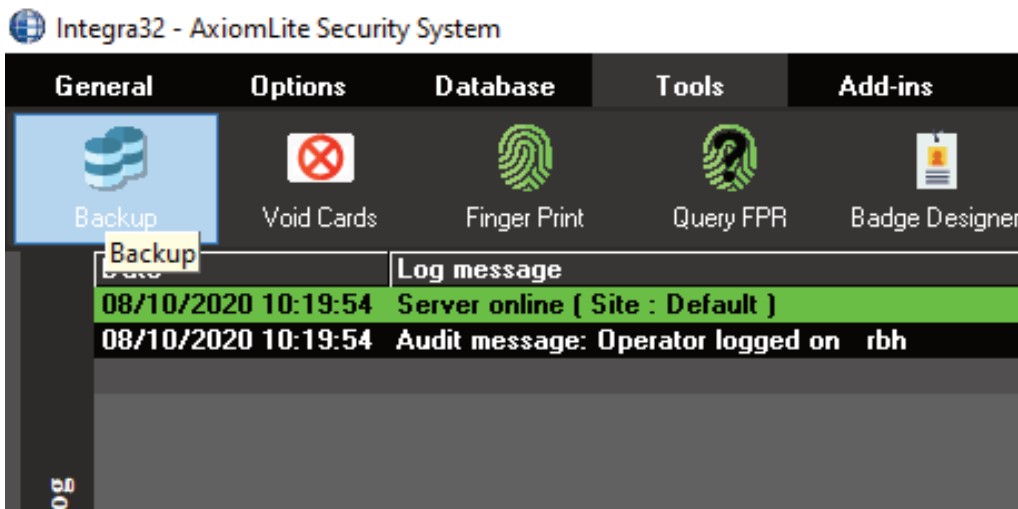 Integra32 - AxiomLite Security System
General Options Database Tools Add-ins
Backup Void Cards Finger Print Query FPR Badge Designer
Backup
Log message
08/10/2020 10:19:54 Server online ( Site : Default )
08/10/2020 10:19:54 Audit message: Operator logged on rbh